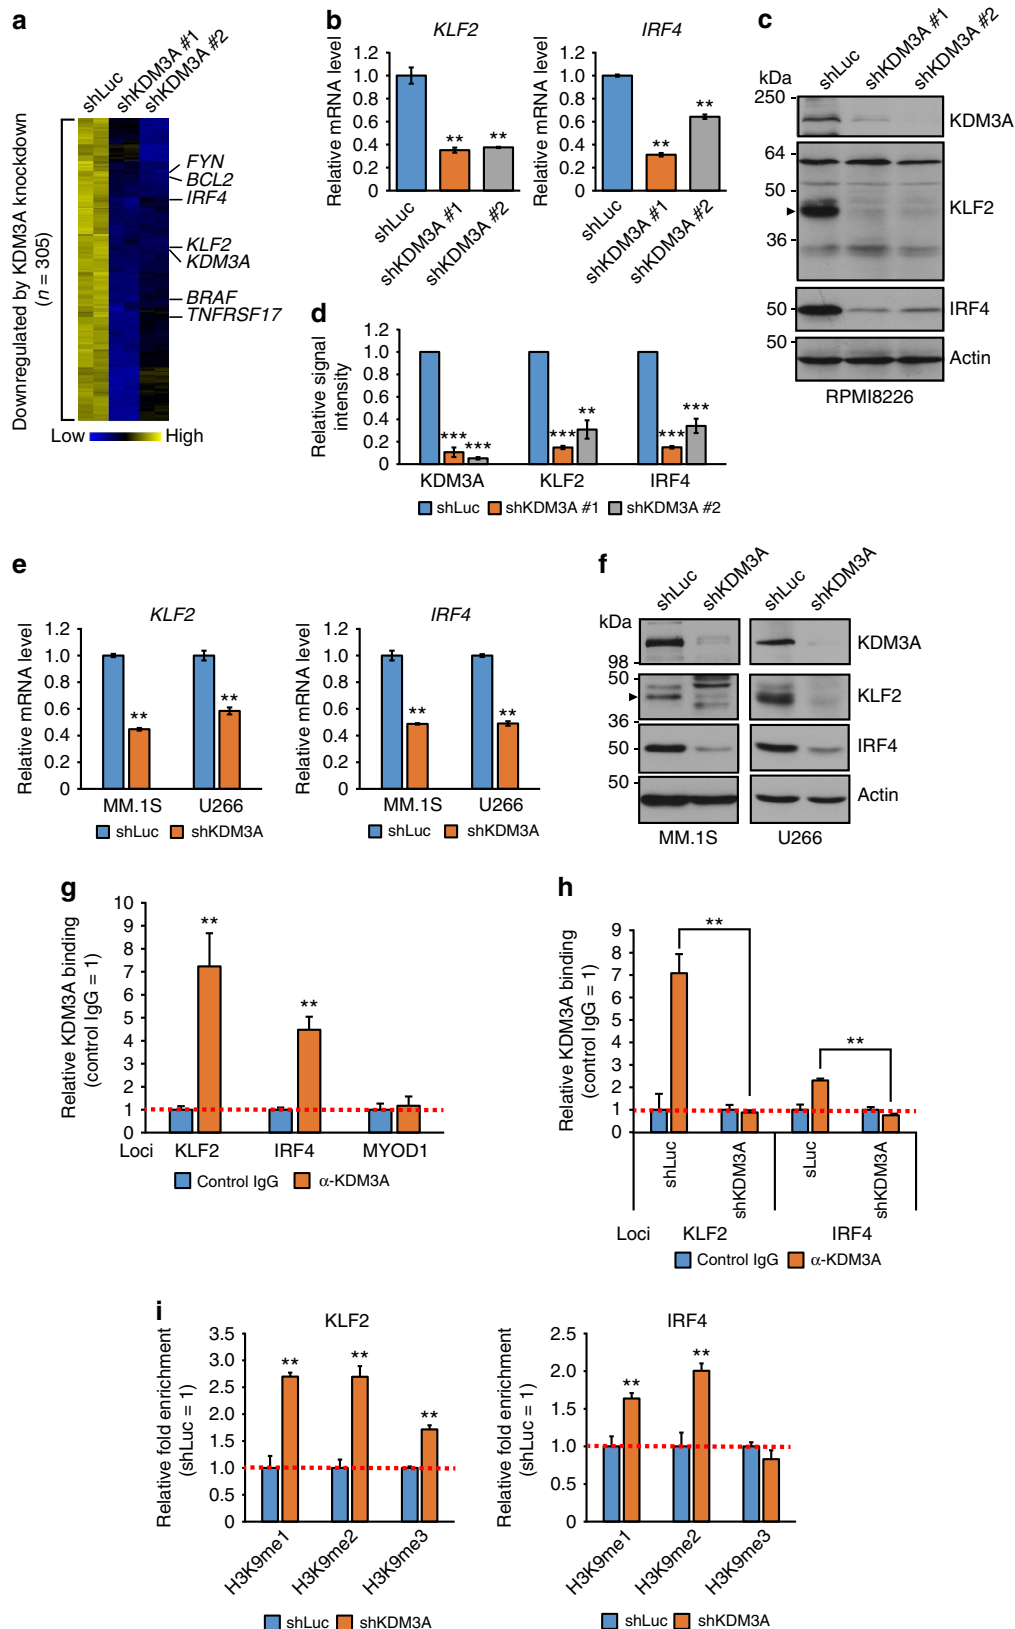 a
shLuc
shKDM3A #1
shKDM3A #2
Downregulated by KDM3A knockdown
(n = 305)
FYN
BCL2
IRF4
KLF2
KDM3A
BRAF
TNFRSF17
Low
High
b
KLF2
Relative mRNA level
1.2
1.0
0.8
0.6
0.4
0.2
0
**
**
shLuc
shKDM3A #1
shKDM3A #2
IRF4
Relative mRNA level
1.2
1.0
0.8
0.6
0.4
0.2
0
**
**
shLuc
shKDM3A #1
shKDM3A #2
c
shLuc
shKDM3A #1
shKDM3A #2
kDa
250
KDM3A
64
50
KLF2
36
50
IRF4
50
Actin
RPMI8226
d
Relative signal
intensity
1.2
1.0
0.8
0.6
0.4
0.2
0
***
***
***
**
***
***
KDM3A
KLF2
IRF4
shLuc
shKDM3A #1
shKDM3A #2
e
KLF2
Relative mRNA level
1.2
1.0
0.8
0.6
0.4
0.2
0
**
**
MM.1S
U266
shLuc
shKDM3A
IRF4
Relative mRNA level
1.2
1.0
0.8
0.6
0.4
0.2
0
**
**
MM.1S
U266
shLuc
shKDM3A
f
shLuc
shKDM3A
shLuc
shKDM3A
kDa
KDM3A
98
50
KLF2
36
50
IRF4
50
Actin
MM.1S
U266
g
Relative KDM3A binding
(control IgG = 1)
10
9
8
7
6
5
4
3
2
1
0
**
**
Loci
KLF2
IRF4
MYOD1
Control IgG
α-KDM3A
h
Relative KDM3A binding
(control IgG = 1)
9
8
7
6
5
4
3
2
1
0
**
**
shLuc
shKDM3A
sLuc
shKDM3A
Loci
KLF2
IRF4
Control IgG
α-KDM3A
i
KLF2
Relative fold enrichment
(shLuc = 1)
3.5
3.0
2.5
2.0
1.5
1.0
0.5
0
**
**
**
H3K9me1
H3K9me2
H3K9me3
shLuc
shKDM3A
IRF4
Relative fold enrichment
(shLuc = 1)
2.5
2.0
1.5
1.0
0.5
0
**
**
H3K9me1
H3K9me2
H3K9me3
shLuc
shKDM3A